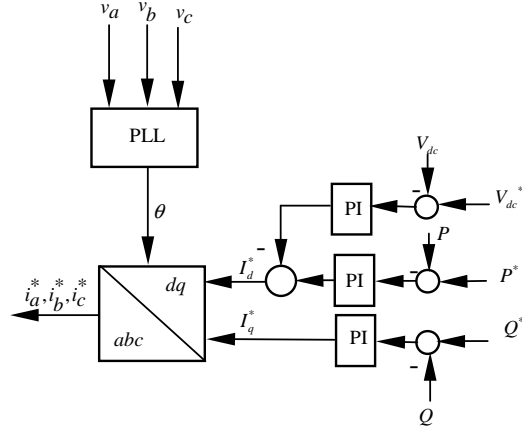 v_a v_b v_c
PLL
θ
V_dc
V_dc^*
PI
P
P^*
PI
I_d^*
dq
abc
i_a^*, i_b^*, i_c^*
I_q^*
PI
Q^*
Q